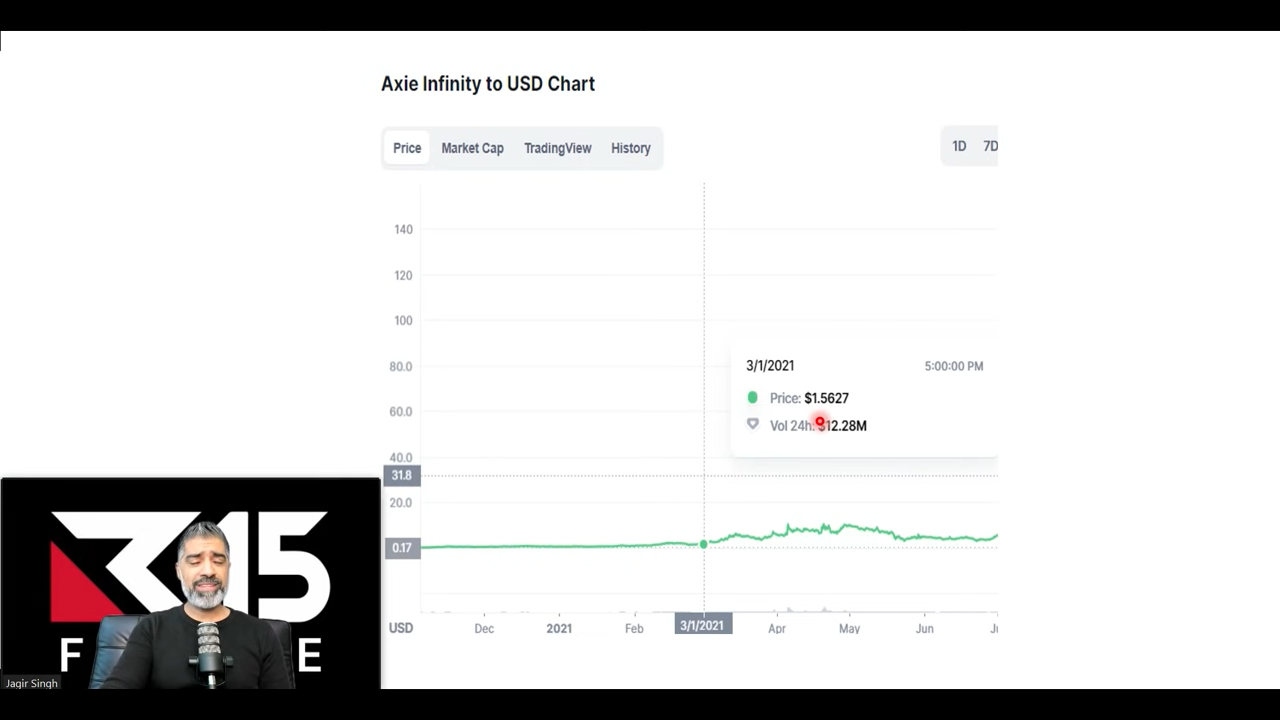 Axie Infinity to USD Chart
Price Market Cap TradingView History
1D 7D
140
120
100
80.0
60.0
40.0
31.8
20.0
0.17
3/1/2021 5:00:00 PM
Price: $1.5627
Vol 24h: $12.28M
USD Dec 2021 Feb 3/1/2021 Apr May Jun
15
F E
Jagir Singh